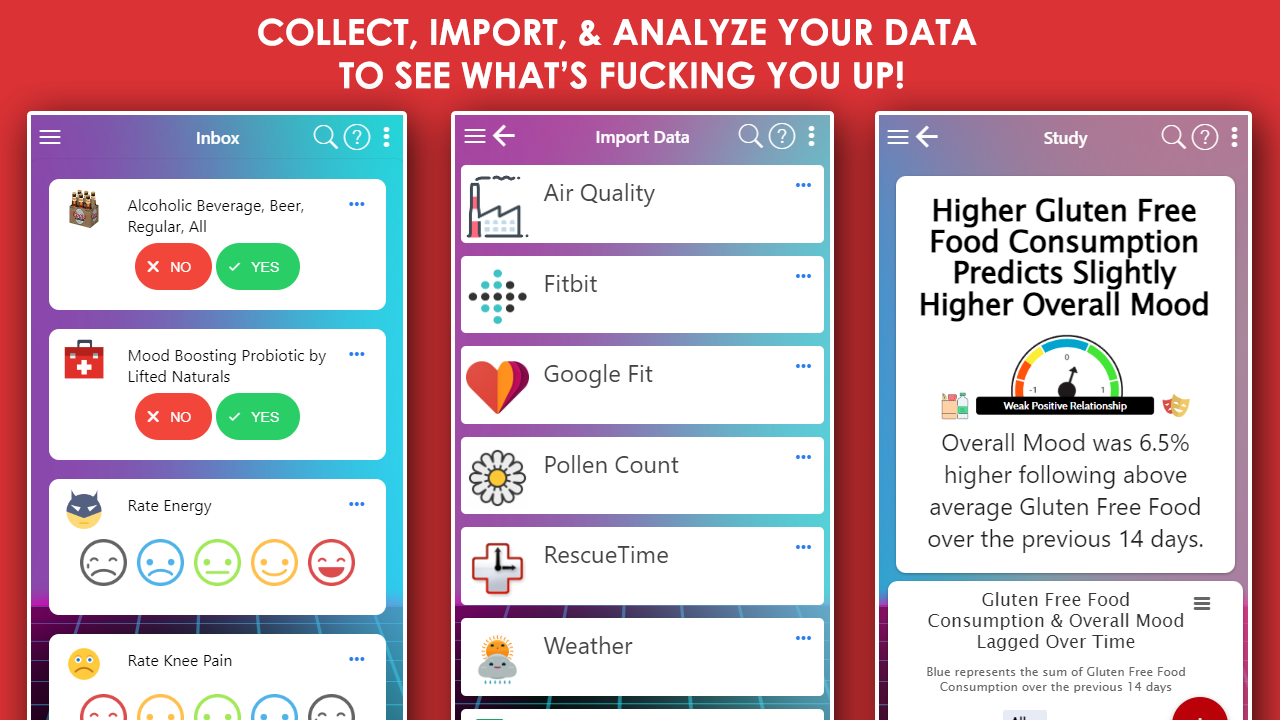 COLLECT, IMPORT, & ANALYZE YOUR DATA
TO SEE WHAT'S FUCKING YOU UP!
Inbox
?
Alcoholic Beverage, Beer,
Regular, All
NO
YES
Mood Boosting Probiotic by
Lifted Naturals
NO
YES
Rate Energy
Rate Knee Pain
Import Data
?
Air Quality
Fitbit
Google Fit
Pollen Count
RescueTime
Weather
Study
?
Higher Gluten Free
Food Consumption
Predicts Slightly
Higher Overall Mood
0
-1
1
Weak Positive Relationship
Overall Mood was 6.5%
higher following above
average Gluten Free Food
over the previous 14 days.
Gluten Free Food
Consumption & Overall Mood
Lagged Over Time
Blue represents the sum of Gluten Free Food
Consumption over the previous 14 days